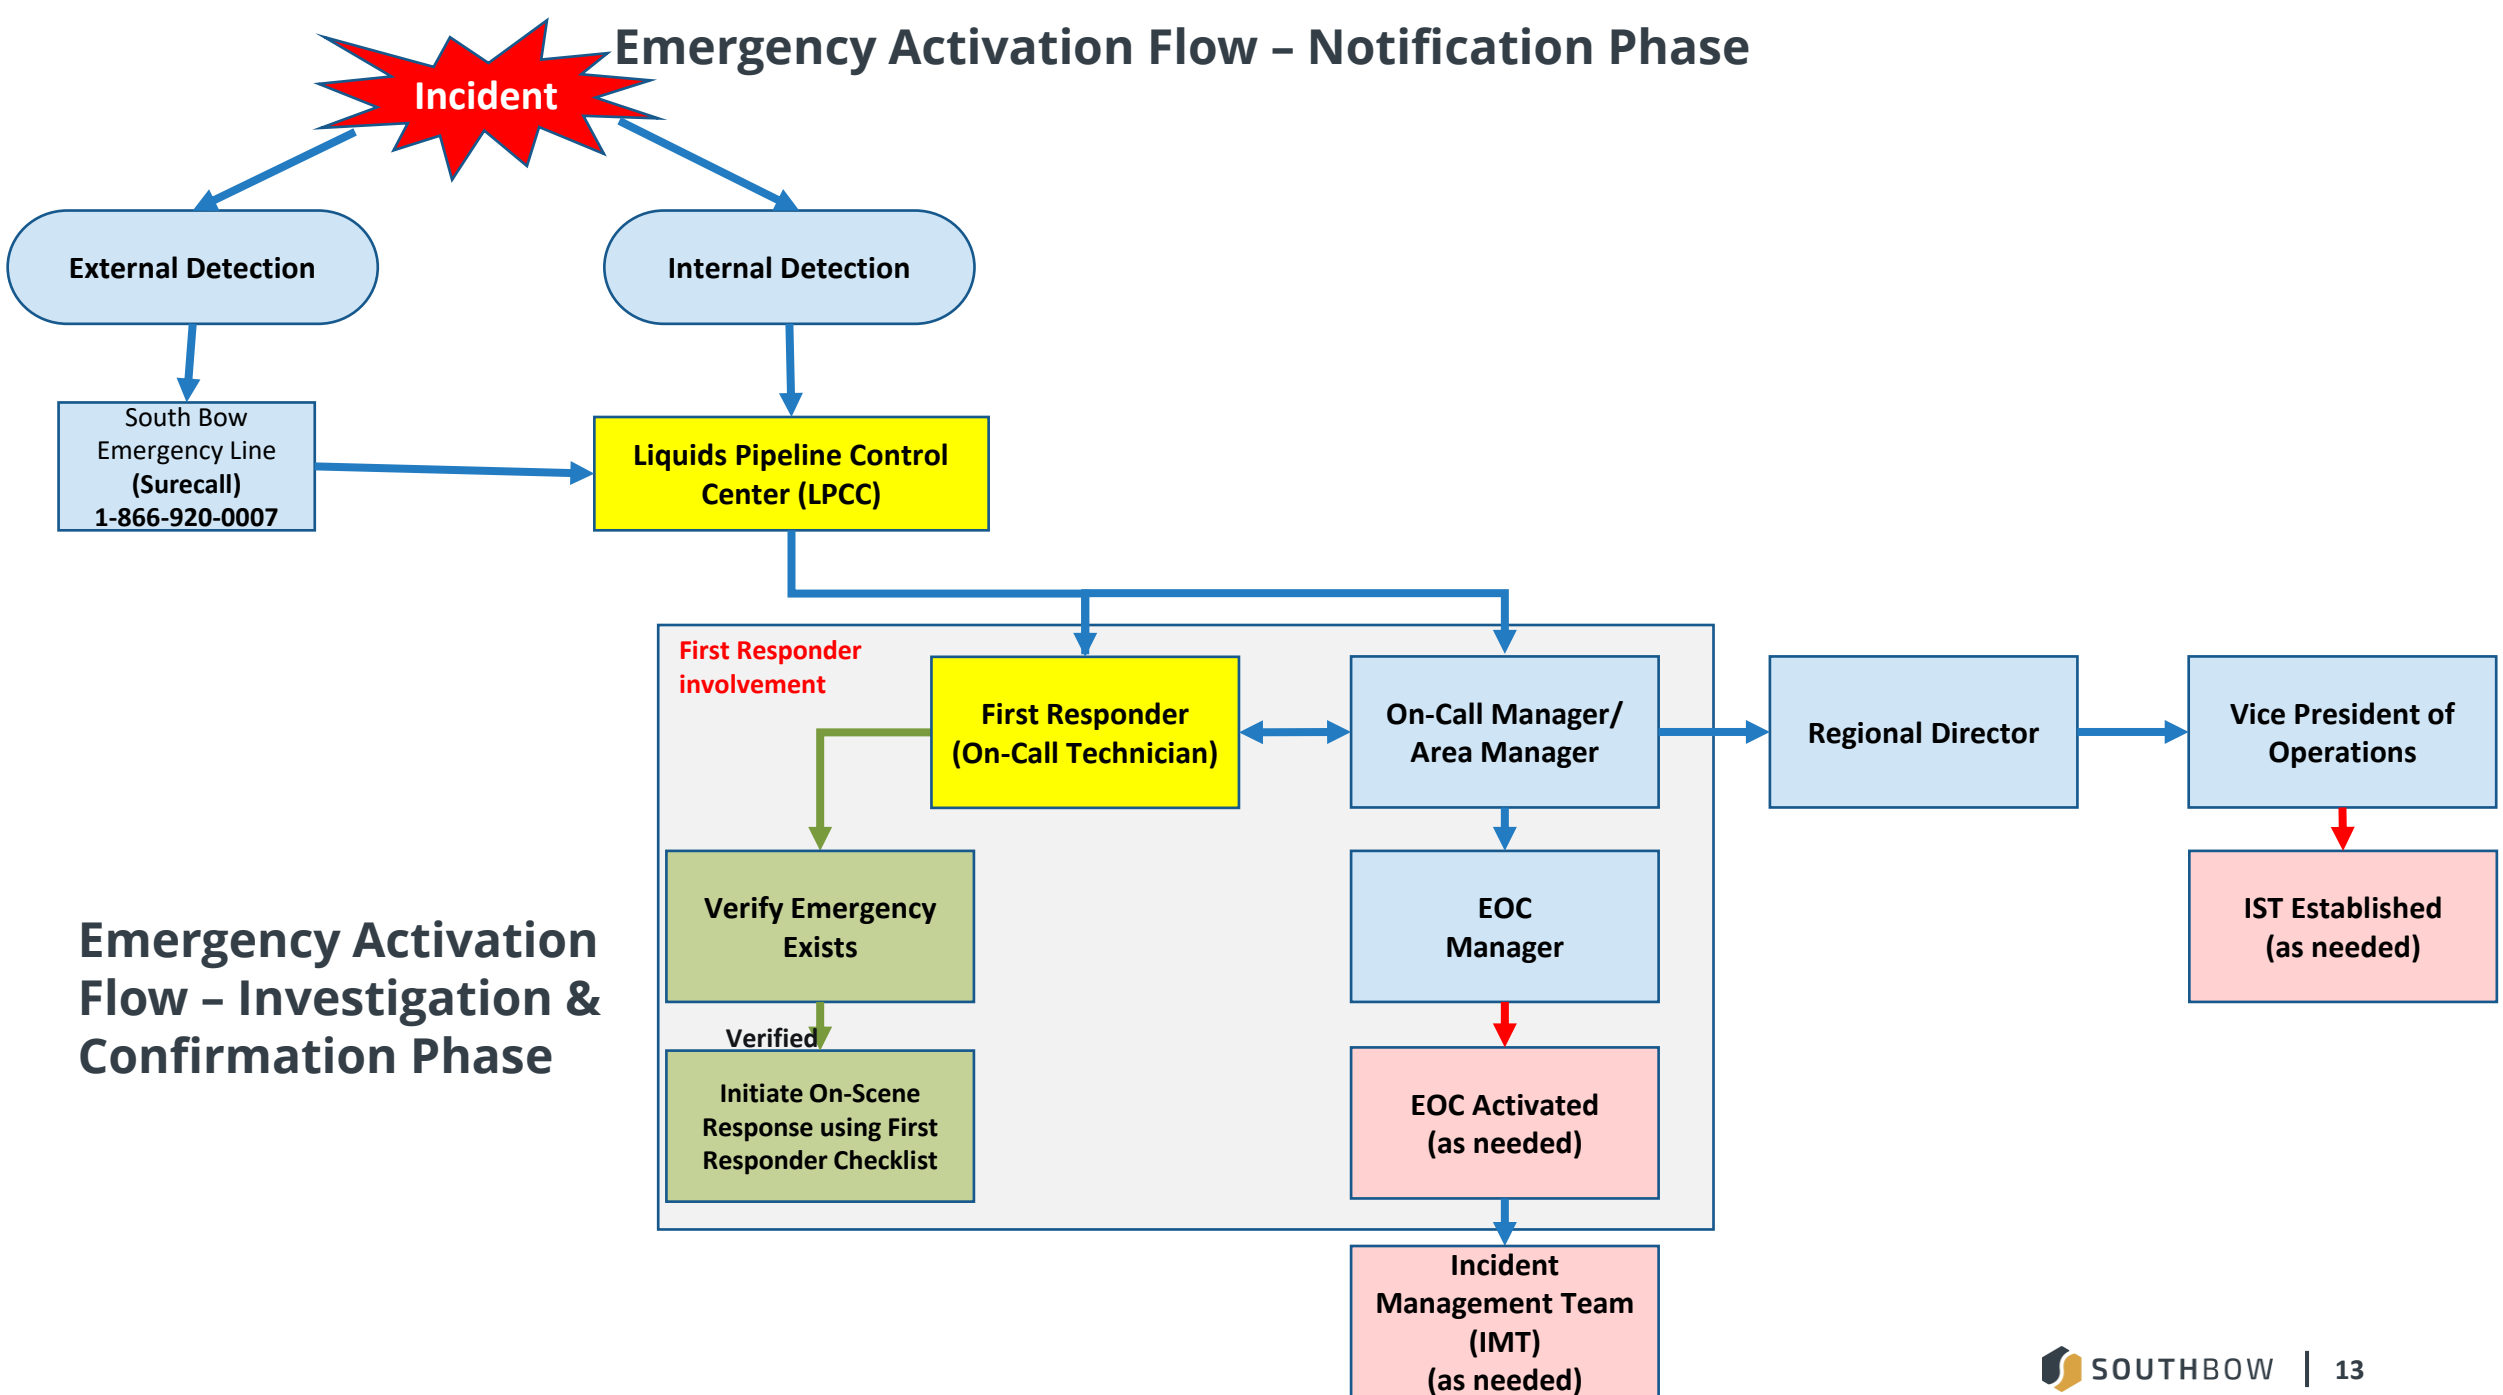 Emergency Activation Flow – Notification Phase
Incident
External Detection
Internal Detection
South Bow
Emergency Line
(Surecall)
1-866-920-0007
Liquids Pipeline Control
Center (LPCC)
First Responder
involvement
First Responder
(On-Call Technician)
On-Call Manager/
Area Manager
Regional Director
Vice President of
Operations
Verify Emergency
Exists
EOC
Manager
IST Established
(as needed)
Emergency Activation
Flow – Investigation &
Confirmation Phase
Verified
Initiate On-Scene
Response using First
Responder Checklist
EOC Activated
(as needed)
Incident
Management Team
(IMT)
(as needed)
SOUTHBOW
13